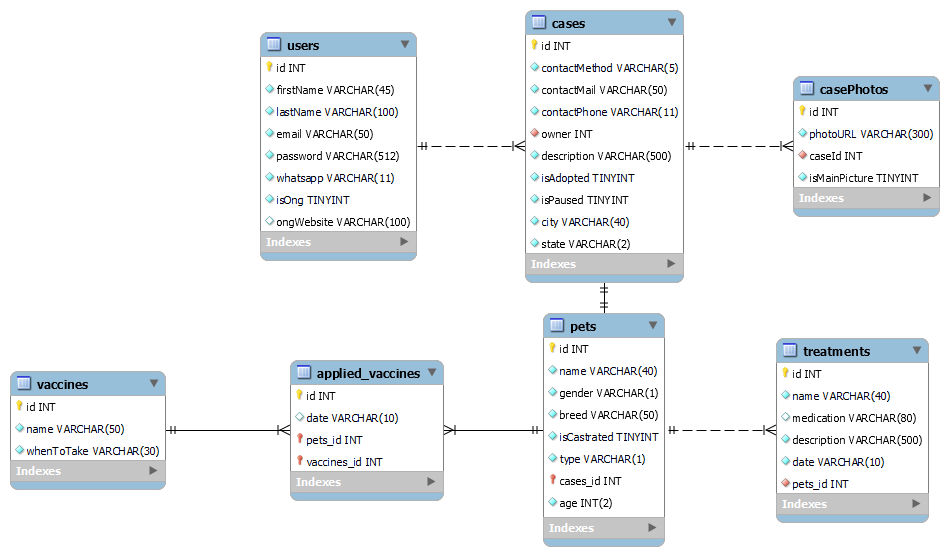 users
id INT
firstName VARCHAR(45)
lastName VARCHAR(100)
email VARCHAR(50)
password VARCHAR(512)
whatsapp VARCHAR(11)
isOng TINYINT
ongWebsite VARCHAR(100)
Indexes
cases
id INT
contactMethod VARCHAR(5)
contactMail VARCHAR(50)
contactPhone VARCHAR(11)
owner INT
description VARCHAR(500)
isAdopted TINYINT
isPaused TINYINT
city VARCHAR(40)
state VARCHAR(2)
Indexes
casePhotos
id INT
photoURL VARCHAR(300)
caseId INT
isMainPicture TINYINT
Indexes
vaccines
id INT
name VARCHAR(50)
whenToTake VARCHAR(30)
Indexes
applied_vaccines
id INT
date VARCHAR(10)
pets_id INT
vaccines_id INT
Indexes
pets
id INT
name VARCHAR(40)
gender VARCHAR(1)
breed VARCHAR(50)
isCastrated TINYINT
type VARCHAR(1)
cases_id INT
age INT(2)
Indexes
treatments
id INT
name VARCHAR(40)
medication VARCHAR(80)
description VARCHAR(500)
date VARCHAR(10)
pets_id INT
Indexes